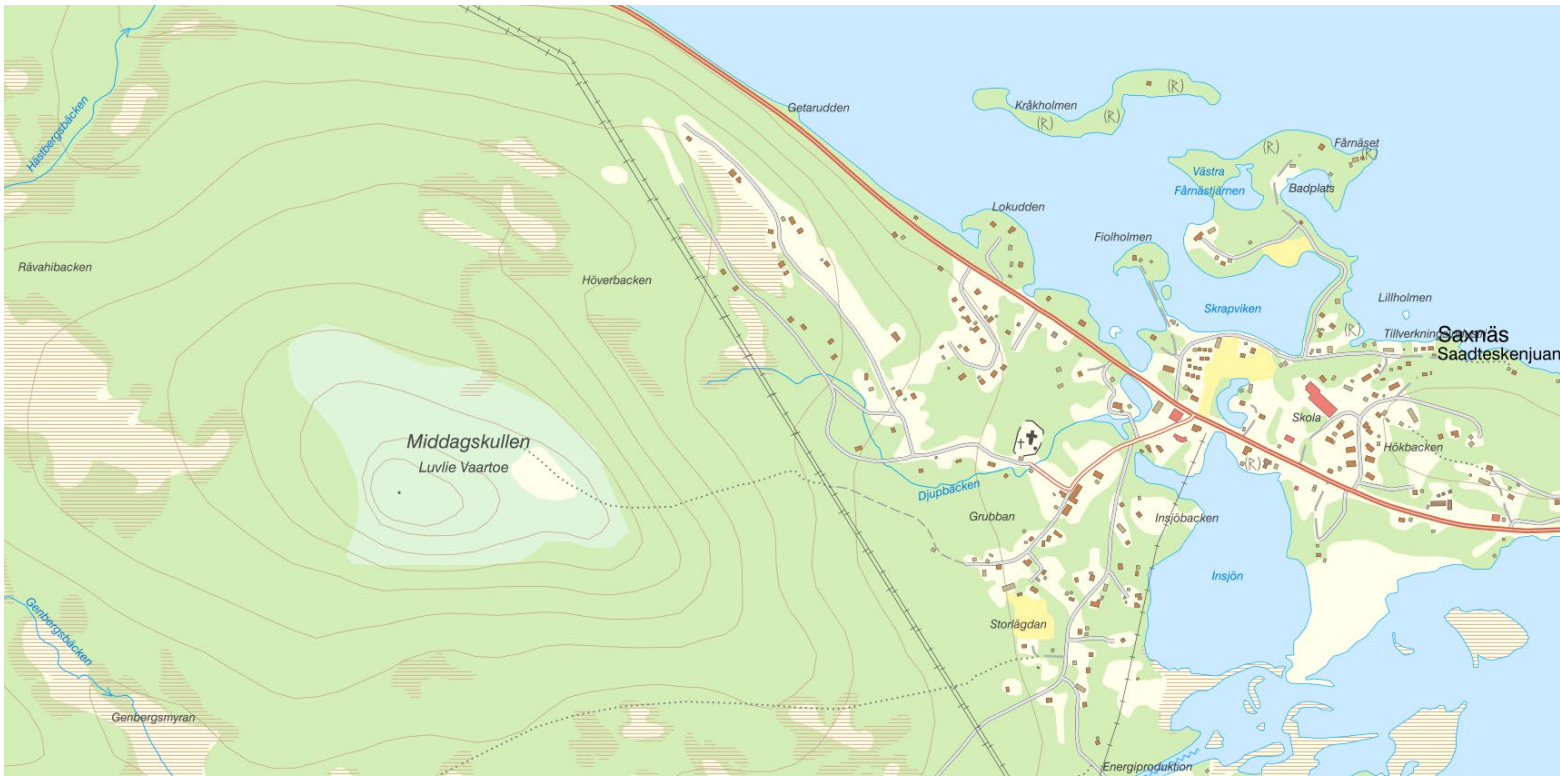 Getarudden
Kråkholmen
(R)
(R)
(R)
Hästbergsbäcken
(R)
Fårnäset
(R)
Västra
Fårnästjärnen
Badplats
Lokudden
Fiolholmen
Rävahibacken
Höverbacken
Skrapviken
Lillholmen
(R)
Saxnäs
Saadteskenjuan
Middagskullen
Luvlie Vaartoe
Skola
Hökbacken
(R)
Djupbäcken
Grubban
Insjöbacken
Insjön
Genbergsbäcken
Storlägdan
Genbergsmyran
Energiproduktion